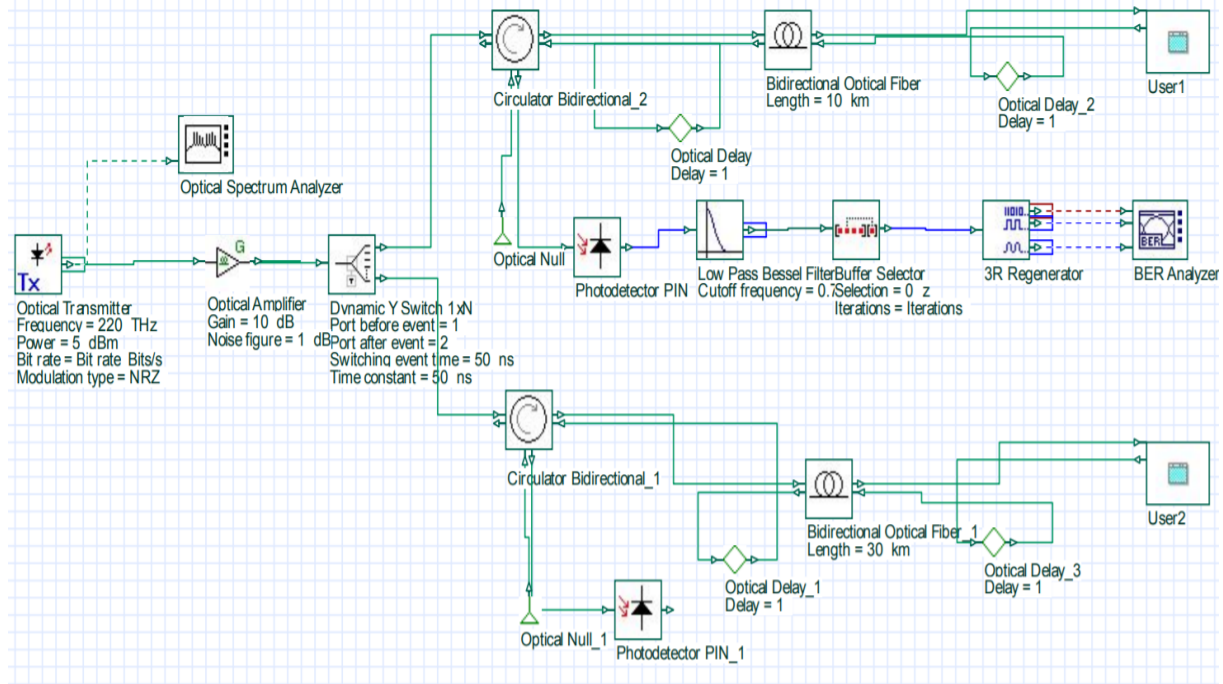 Circulator Bidirectional_2
Bidirectional Optical Fiber
Length = 10 km
User1
Optical Delay_2
Delay = 1
Optical Delay
Delay = 1
Optical Spectrum Analyzer
Tx
Optical Transmitter
Frequency = 220 THz
Power = 5 dBm
Bit rate = Bit rate Bits/s
Modulation type = NRZ
G
Optical Amplifier
Gain = 10 dB
Noise figure = 1 dB
Dynamic Y Switch 1xN
Port before event = 1
Port after event = 2
Switching event time = 50 ns
Time constant = 50 ns
Optical Null
Photodetector PIN
Low Pass Bessel Filter
Cutoff frequency = 0.7
Buffer Selector
Selection = 0 z
Iterations = Iterations
3R Regenerator
BER
BER Analyzer
Circulator Bidirectional_1
Bidirectional Optical Fiber_1
Length = 30 km
User2
Optical Delay_1
Delay = 1
Optical Delay_3
Delay = 1
Optical Null_1
Photodetector PIN_1